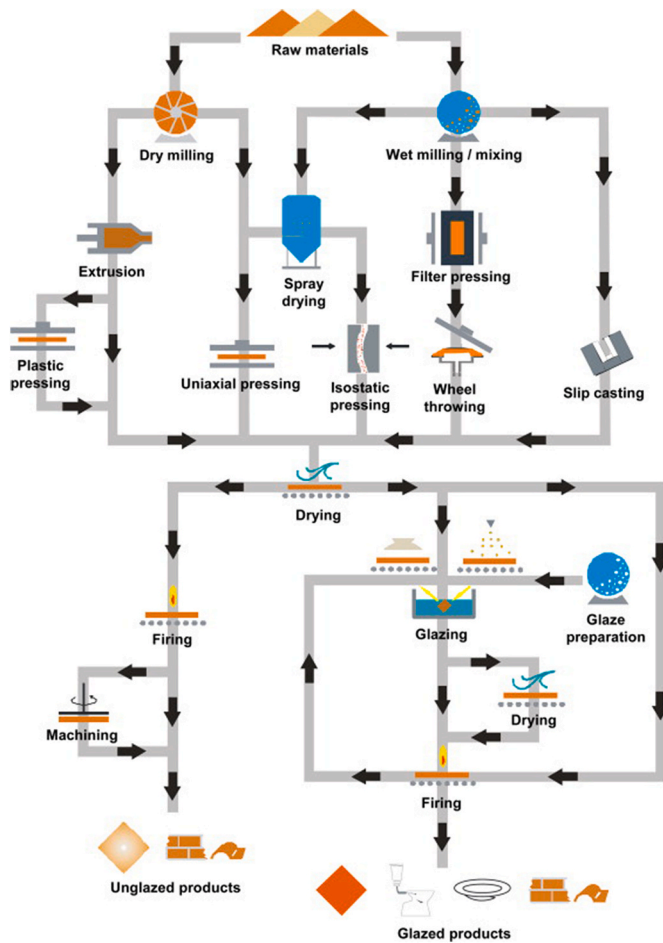 Raw materials
Dry milling
Wet milling / mixing
Extrusion
Spray
drying
Filter pressing
Plastic
pressing
Uniaxial pressing
Isostatic
pressing
Wheel
throwing
Slip casting
Drying
Firing
Glazing
Glaze
preparation
Machining
Drying
Firing
Unglazed products
Glazed products